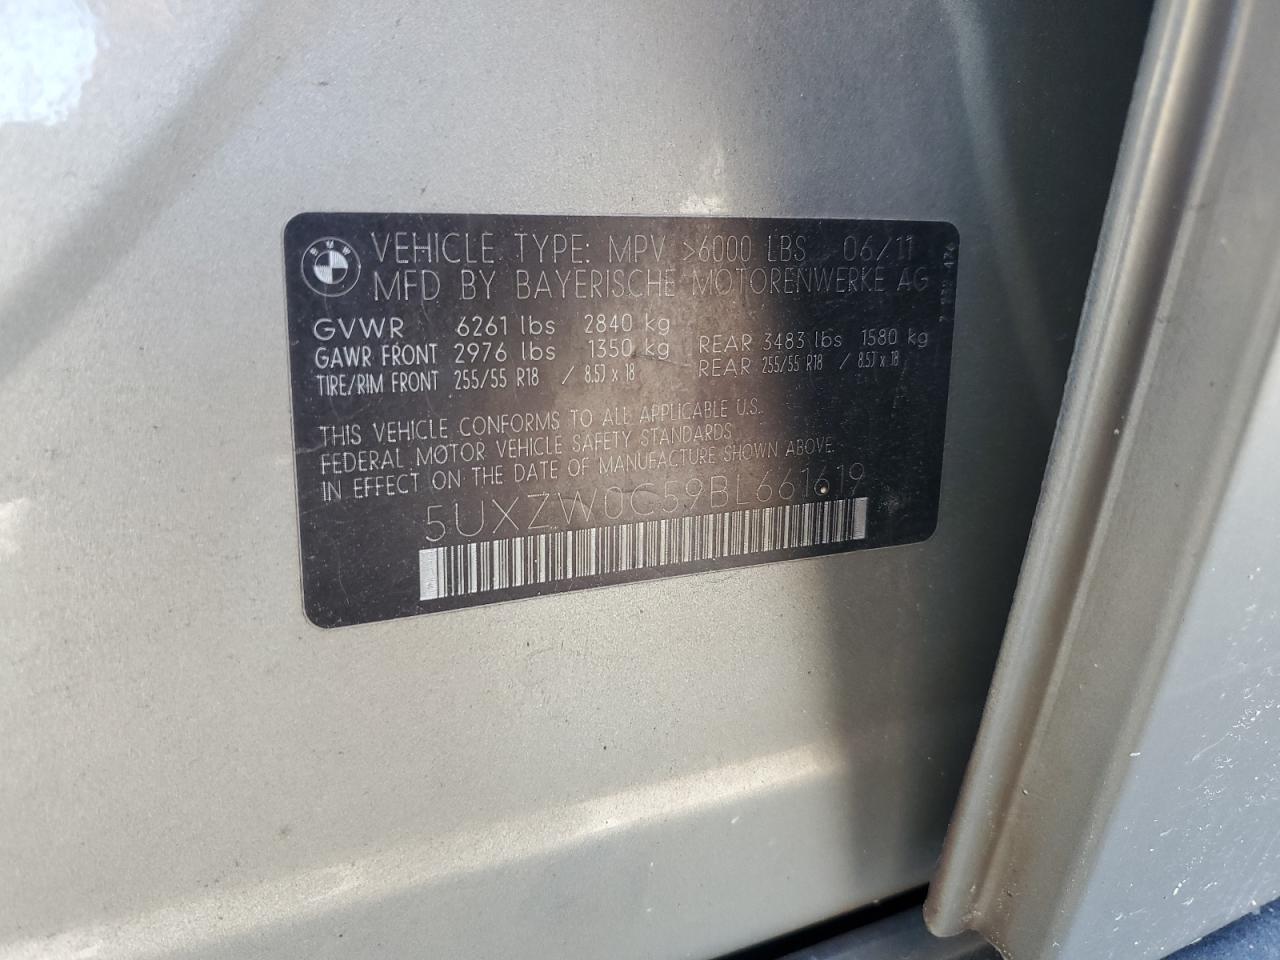 BMW
VEHICLE TYPE: MPV >6000 LBS 06/11
MFD BY BAYERISCHE MOTORENWERKE AG
GVWR 6261 lbs 2840 kg
GAWR FRONT 2976 lbs 1350 kg REAR 3483 lbs 1580 kg
TIRE/RIM FRONT 255/55 R18 / 8.5J x 18 REAR 255/55 R18 / 8.5J x 18
THIS VEHICLE CONFORMS TO ALL APPLICABLE U.S.
FEDERAL MOTOR VEHICLE SAFETY STANDARDS
IN EFFECT ON THE DATE OF MANUFACTURE SHOWN ABOVE.
5UXZW0C59BL661619